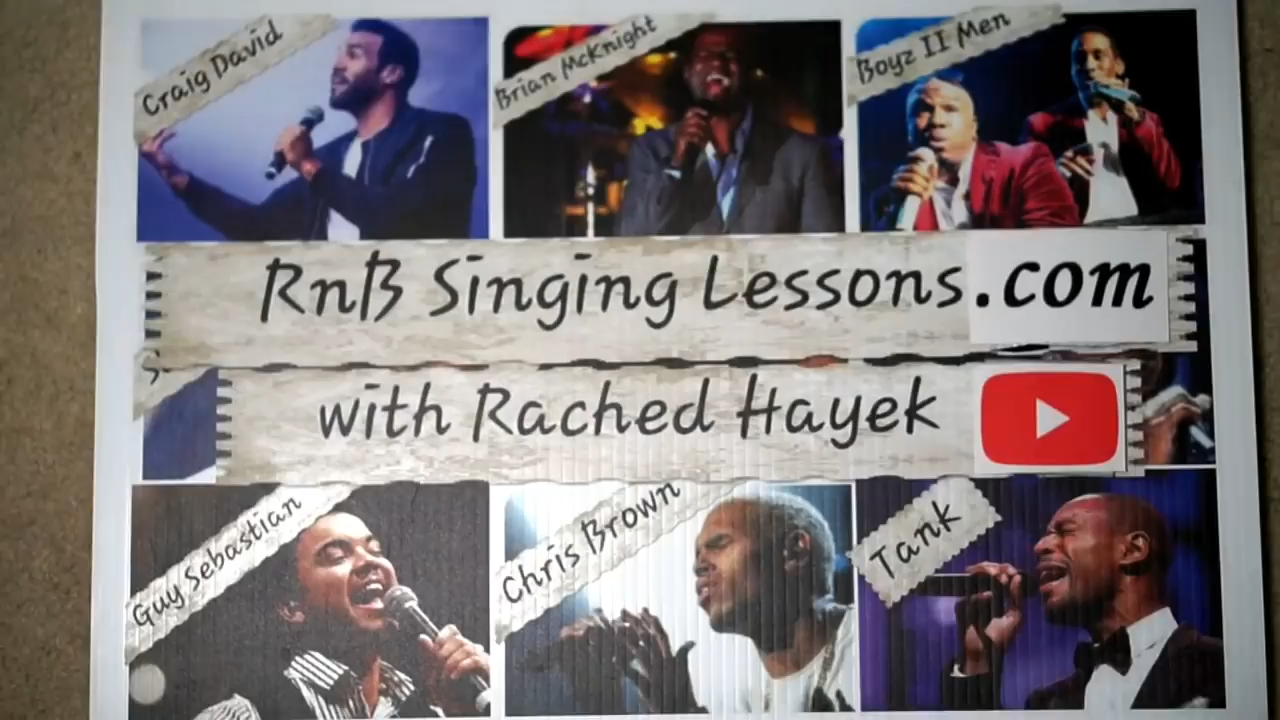 Craig David
Brian McKnight
Boyz II Men
RnB Singing Lessons.com
with Rached Hayek
Guy Sebastian
Chris Brown
Tank